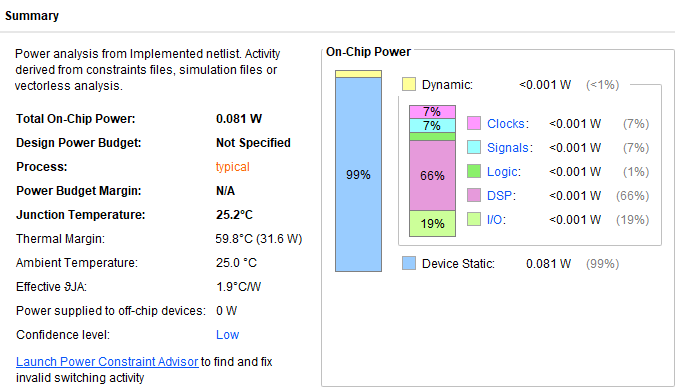 Summary
Power analysis from Implemented netlist. Activity
derived from constraints files, simulation files or
vectorless analysis.
Total On-Chip Power: 0.081 W
Design Power Budget: Not Specified
Process: typical
Power Budget Margin: N/A
Junction Temperature: 25.2°C
Thermal Margin: 59.8°C (31.6 W)
Ambient Temperature: 25.0 °C
Effective ϑJA: 1.9°C/W
Power supplied to off-chip devices: 0 W
Confidence level: Low
Launch Power Constraint Advisor to find and fix
invalid switching activity
On-Chip Power
Dynamic: <0.001 W (<1%)
7% Clocks: <0.001 W (7%)
7% Signals: <0.001 W (7%)
Logic: <0.001 W (1%)
99% 66% DSP: <0.001 W (66%)
19% I/O: <0.001 W (19%)
Device Static: 0.081 W (99%)